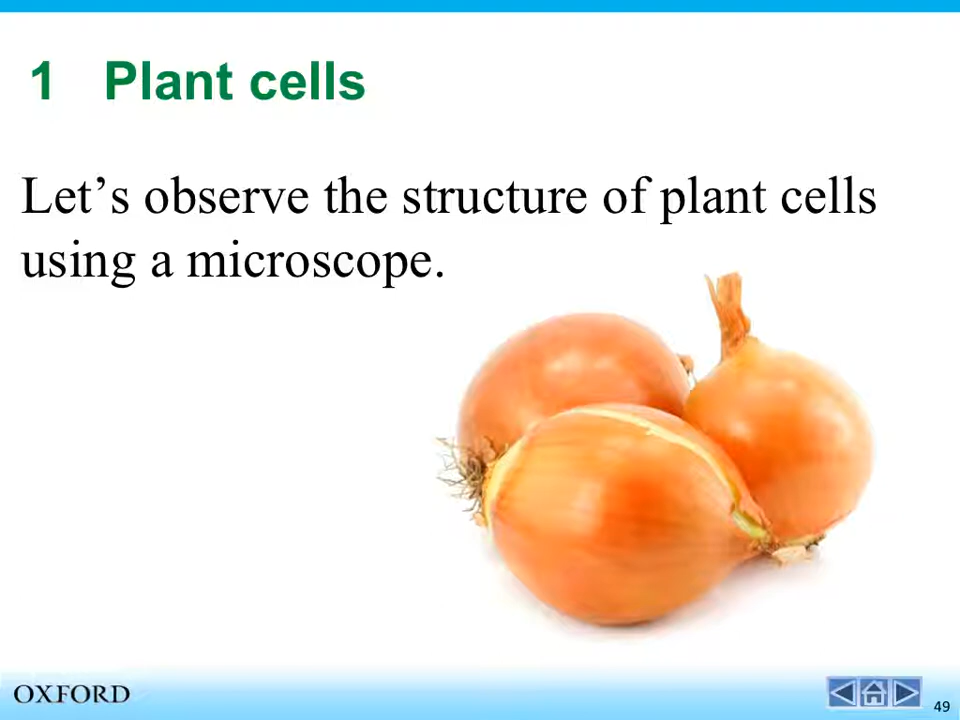 1 Plant cells
Let’s observe the structure of plant cells
using a microscope.
OXFORD
49